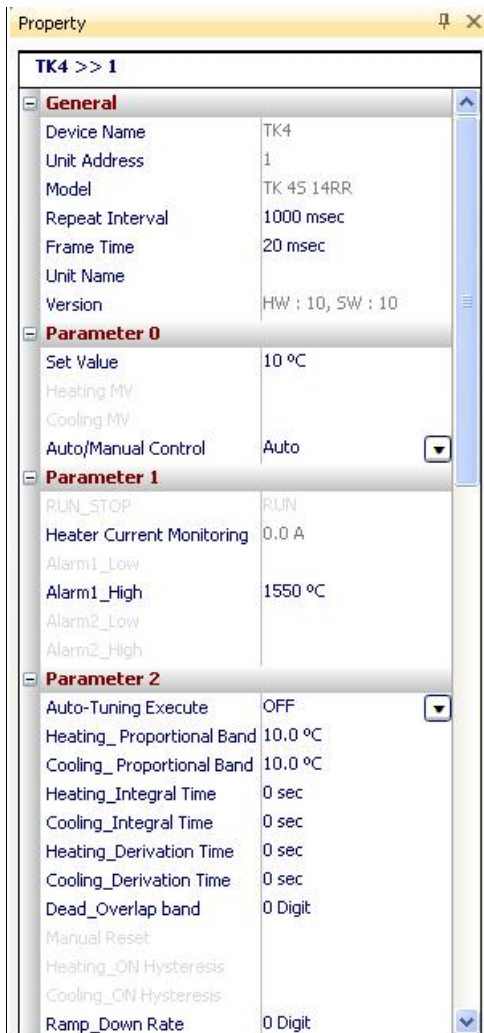 Property
TK4 >> 1
General
Device Name TK4
Unit Address 1
Model TK 4S 14RR
Repeat Interval 1000 msec
Frame Time 20 msec
Unit Name
Version HW : 10, SW : 10
Parameter 0
Set Value 10 ºC
Heating MV
Cooling MV
Auto/Manual Control Auto
Parameter 1
RUN_STOP RUN
Heater Current Monitoring 0.0 A
Alarm1_Low
Alarm1_High 1550 ºC
Alarm2_Low
Alarm2_High
Parameter 2
Auto-Tuning Execute OFF
Heating_ Proportional Band 10.0 ºC
Cooling_ Proportional Band 10.0 ºC
Heating_Integral Time 0 sec
Cooling_Integral Time 0 sec
Heating_Derivation Time 0 sec
Cooling_Derivation Time 0 sec
Dead_Overlap band 0 Digit
Manual Reset
Heating_ON Hysteresis
Cooling_ON Hysteresis
Ramp_Down Rate 0 Digit